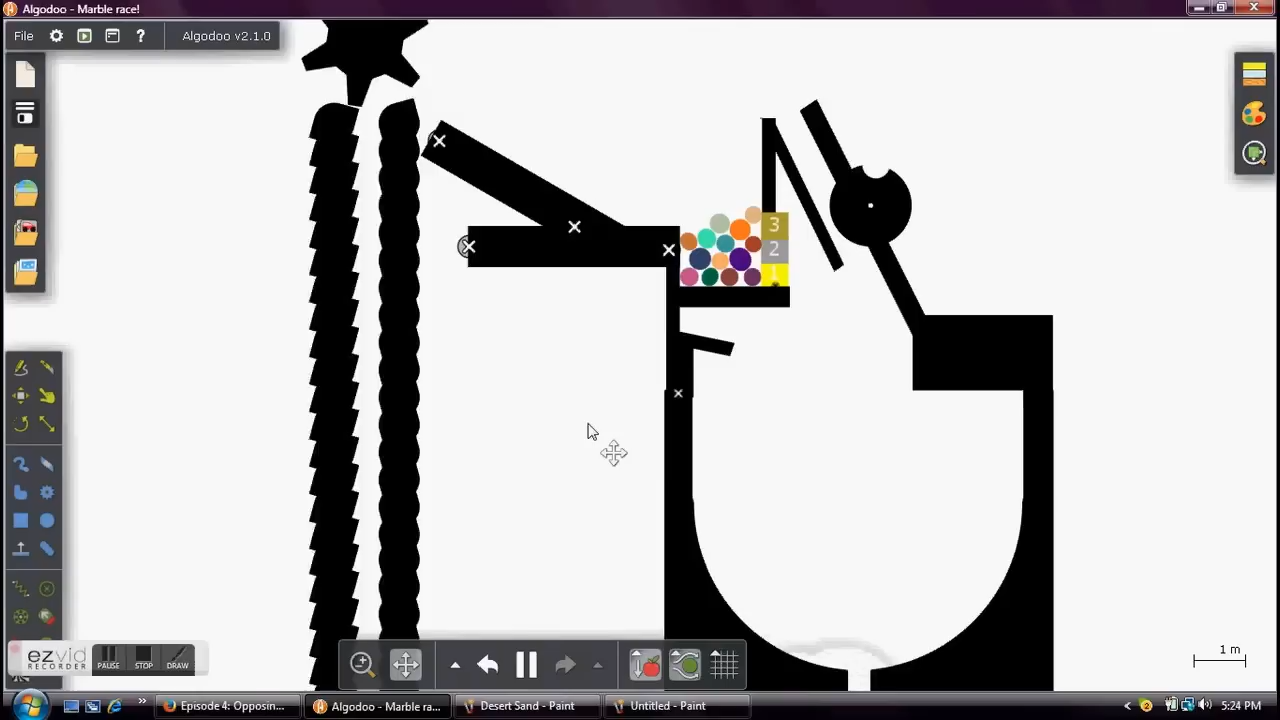 Algodoo - Marble race!
File
?
Algodoo v2.1.0
3
2
1
1 m
ezvid
RECORDER
PAUSE
STOP
DRAW
Episode 4: Opposin...
Algodoo - Marble ra...
Desert Sand - Paint
Untitled - Paint
5:24 PM